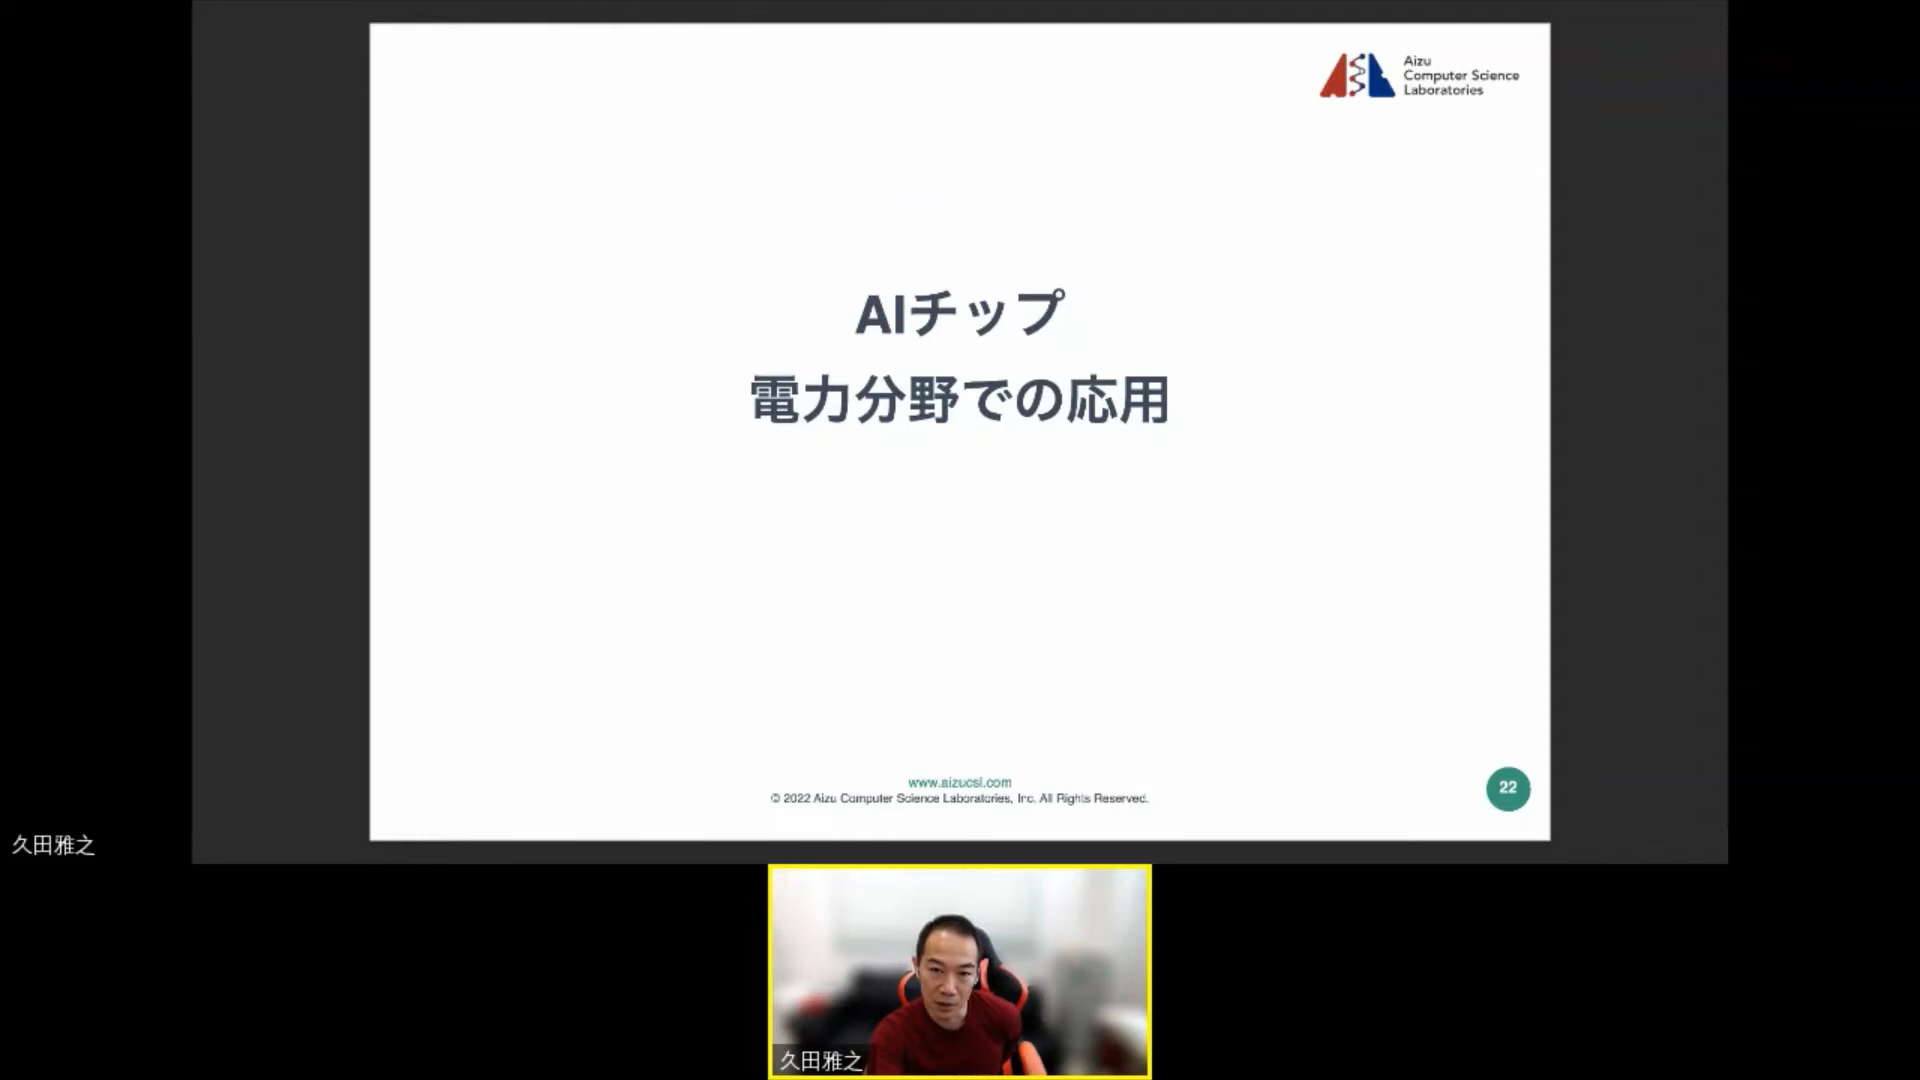 Aizu
Computer Science
Laboratories
AIチップ
電力分野での応用
www.aizucsl.com
© 2022 Aizu Computer Science Laboratories, Inc. All Rights Reserved.
22
久田雅之
久田雅之